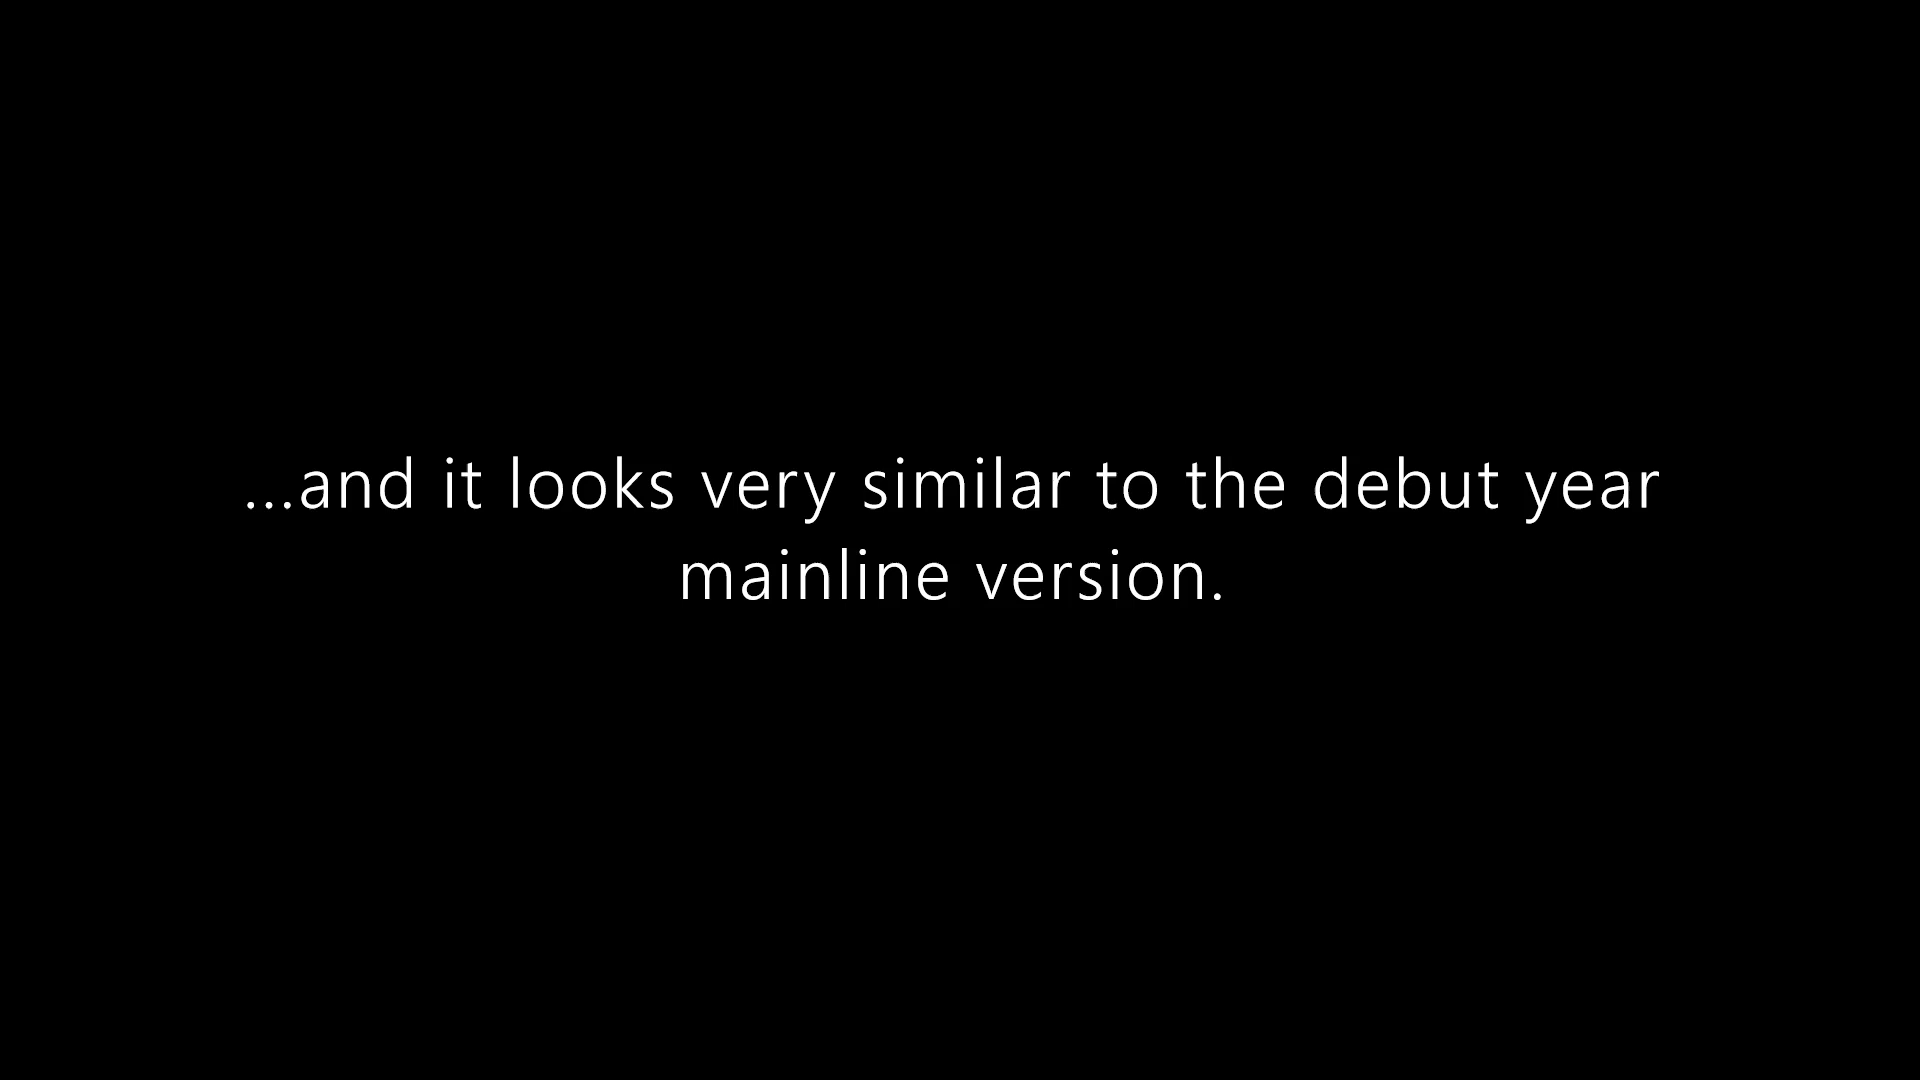 ...and it looks very similar to the debut year
mainline version.